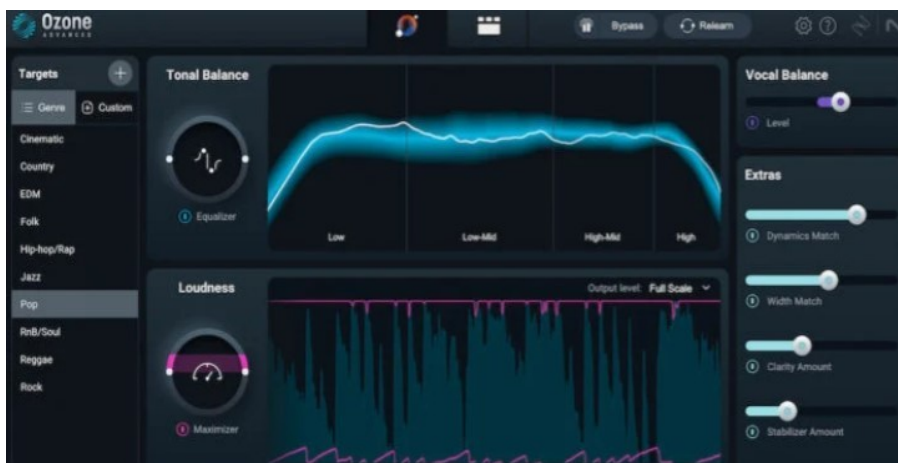 Ozone
ADVANCED
Bypass
Relearn
Targets
Genre
Custom
Cinematic
Country
EDM
Folk
Hip-hop/Rap
Jazz
Pop
RnB/Soul
Reggae
Rock
Tonal Balance
Equalizer
Low
Low-Mid
High-Mid
High
Loudness
Output level: Full Scale
Maximizer
Vocal Balance
Level
Extras
Dynamics Match
Width Match
Clarity Amount
Stabilizer Amount